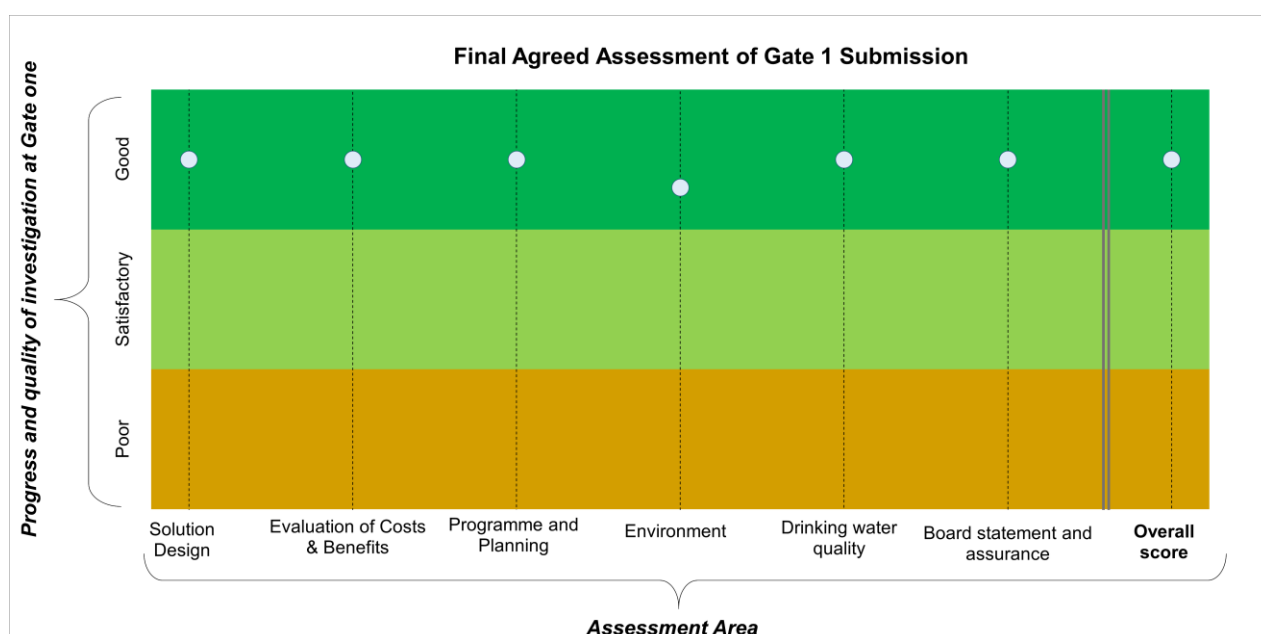 Final Agreed Assessment of Gate 1 Submission
Progress and quality of investigation at Gate one
Good
Satisfactory
Poor
Solution
Design
Evaluation of Costs
& Benefits
Programme and
Planning
Environment
Drinking water
quality
Board statement and
assurance
Overall
score
Assessment Area